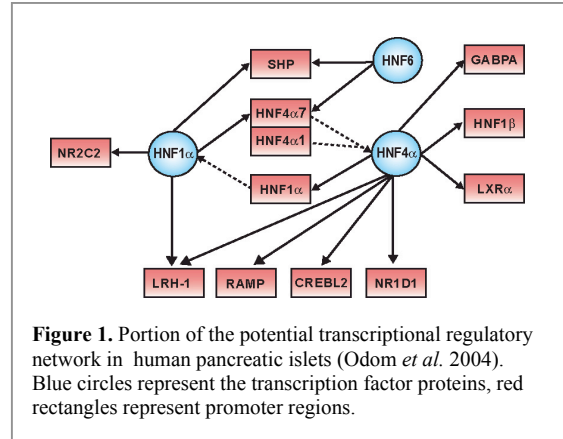 SHP
HNF6
GABPA
HNF4α7
HNF4α1
HNF1β
NR2C2
HNF1α
HNF4α
HNF1α
LXRα
LRH-1
RAMP
CREBL2
NR1D1
Figure 1. Portion of the potential transcriptional regulatory
network in human pancreatic islets (Odom et al. 2004).
Blue circles represent the transcription factor proteins, red
rectangles represent promoter regions.